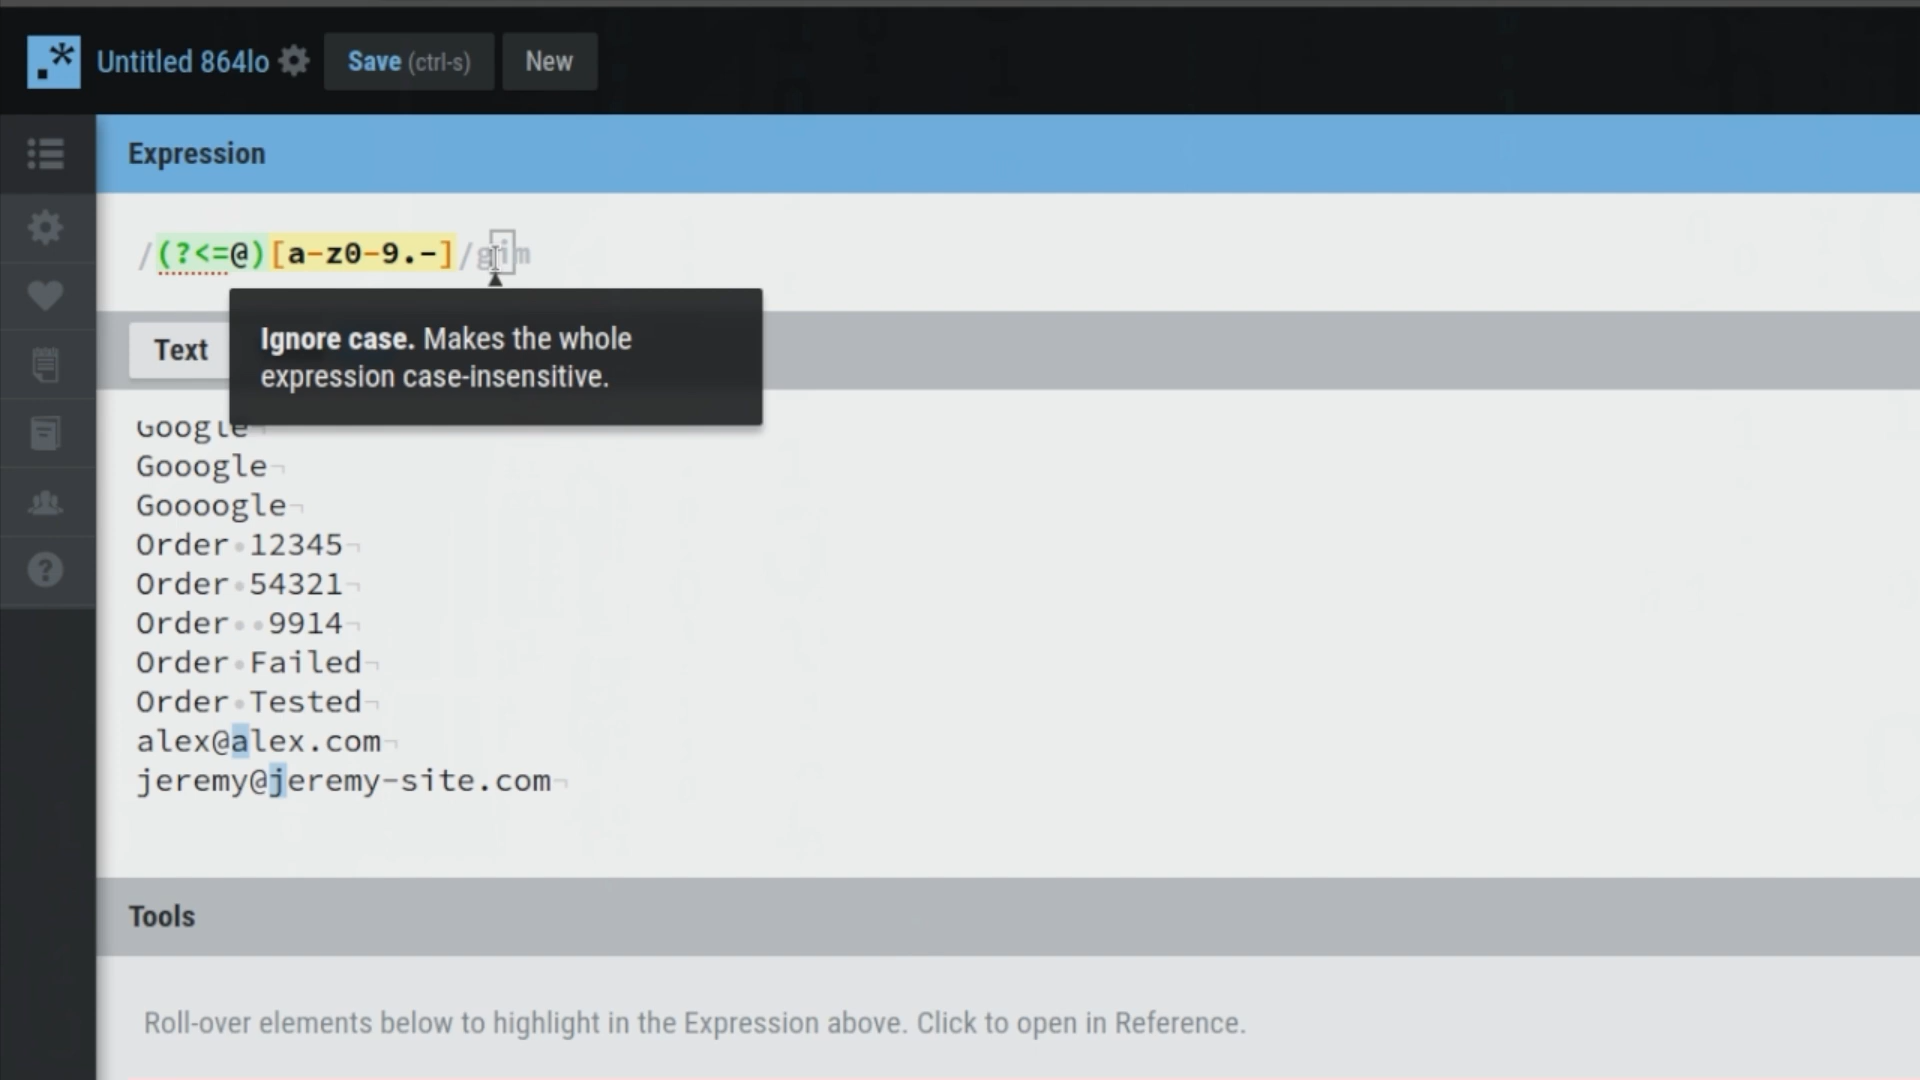 .*
Untitled 864lo Save (ctrl-s) New
Expression
/(?<=@)[a-z0-9.-]/gim
Ignore case. Makes the whole
expression case-insensitive.
Text
Google¬
Gooogle¬
Goooogle¬
Order•12345¬
Order•54321¬
Order••9914¬
Order•Failed¬
Order•Tested¬
alex@alex.com¬
jeremy@jeremy-site.com¬
Tools
Roll-over elements below to highlight in the Expression above. Click to open in Reference.